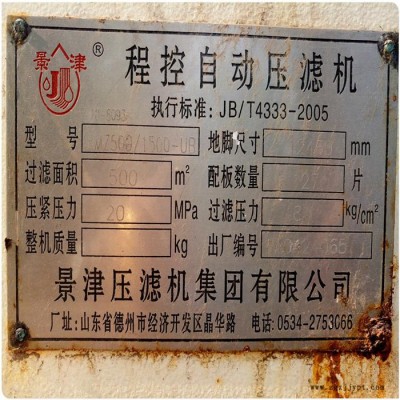 景津 ® 程控自动压滤机
执行标准: JB/T4333-2005
型号 地脚尺寸 mm
过滤面积 500 m² 配板数量 片
压紧压力 20 MPa 过滤压力 kg/cm²
整机质量 kg 出厂编号
景津压滤机集团有限公司
厂址: 山东省德州市经济开发区晶华路 电话: 0534-2753066